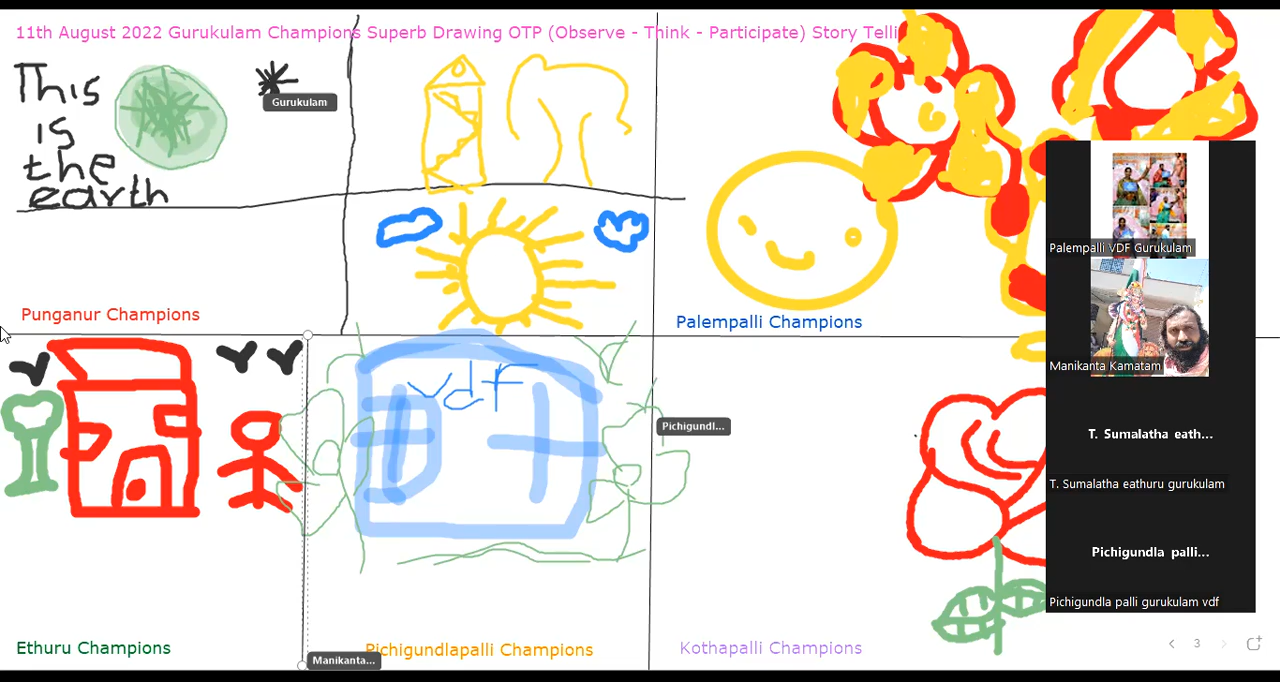 11th August 2022 Gurukulam Champions Superb Drawing OTP (Observe - Think - Participate) Story Telli
This
is
the
earth
Gurukulam
Punganur Champions
Palempalli Champions
Palempalli VDF Gurukulam
Manikanta Kamatam
vdf
Pichigundl...
T. Sumalatha eath...
T. Sumalatha eathuru gurukulam
Pichigundla palli...
Pichigundla palli gurukulam vdf
Ethuru Champions
Manikanta...
Pichigundlapalli Champions
Kothapalli Champions
3